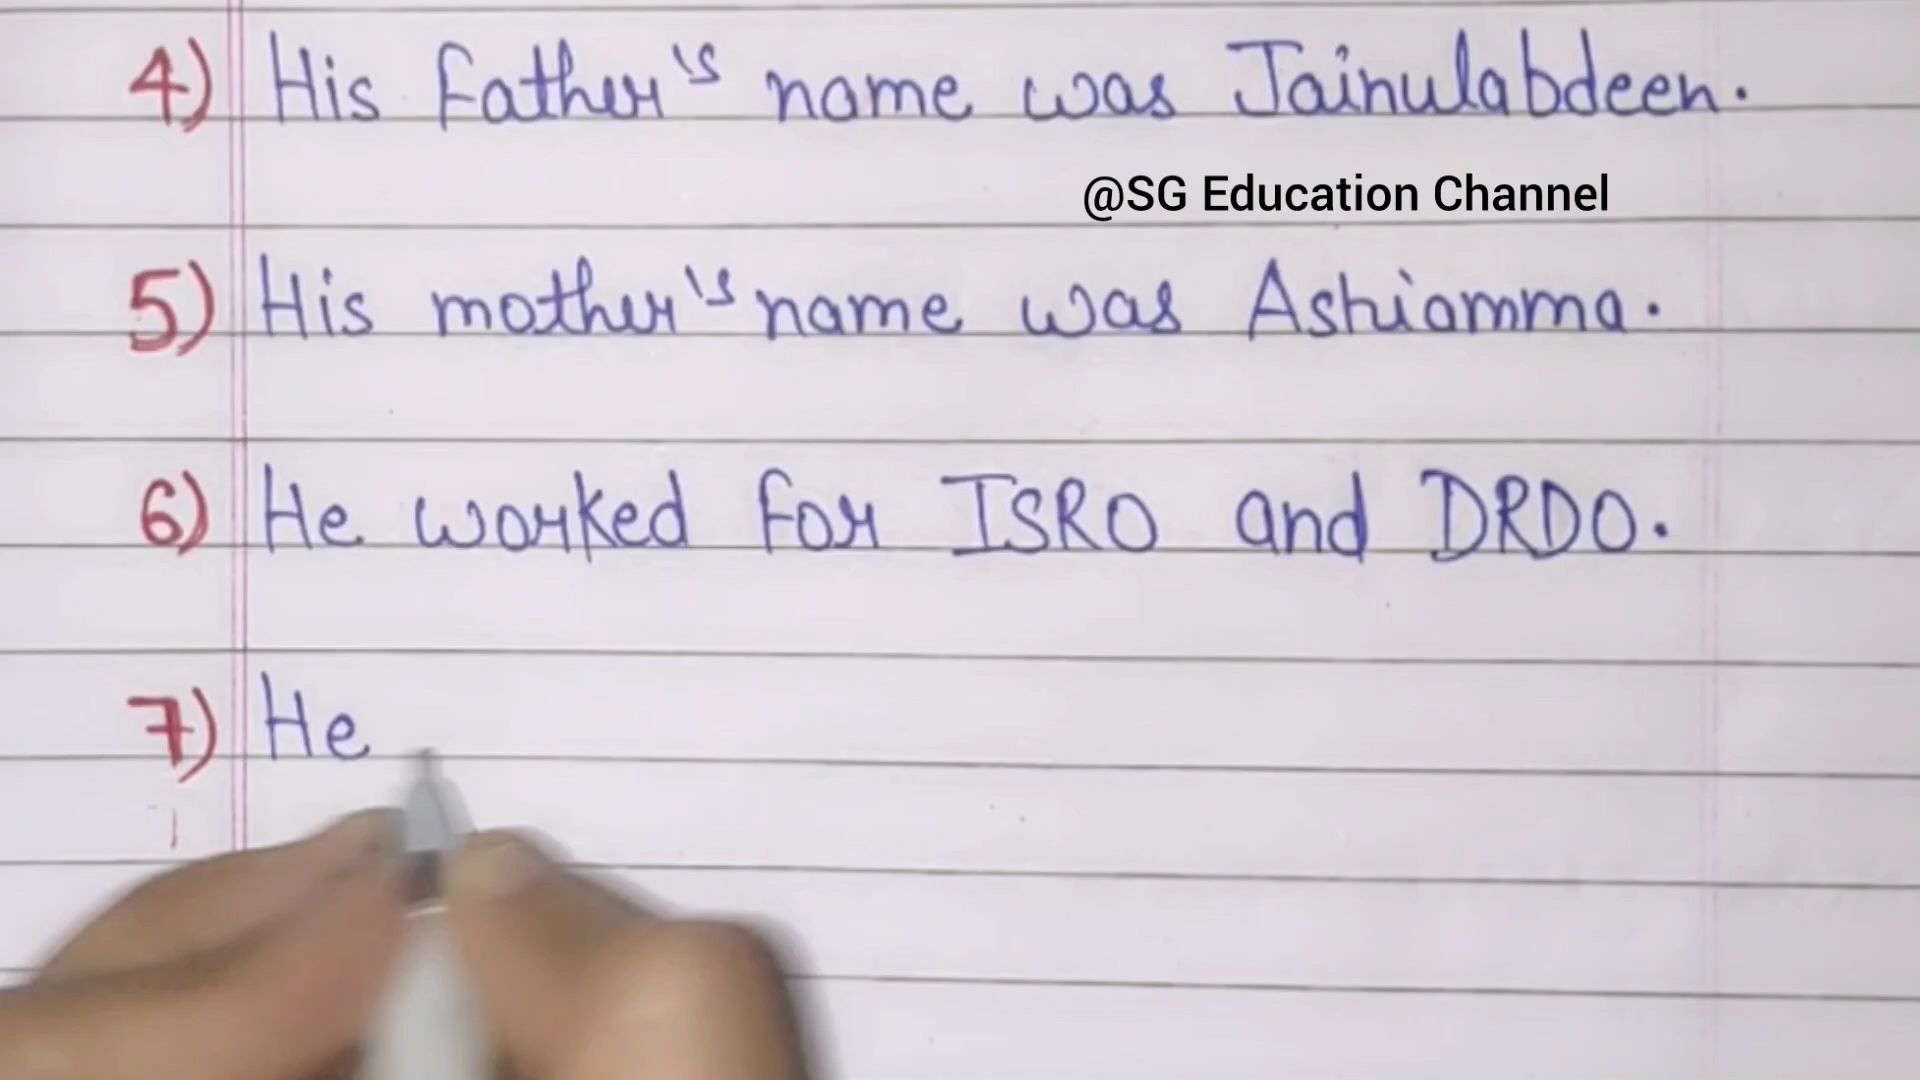 4) His Father's name was Jainulabdeen.
@SG Education Channel
5) His mother's name was Ashiamma.
6) He worked for ISRO and DRDO.
7) He